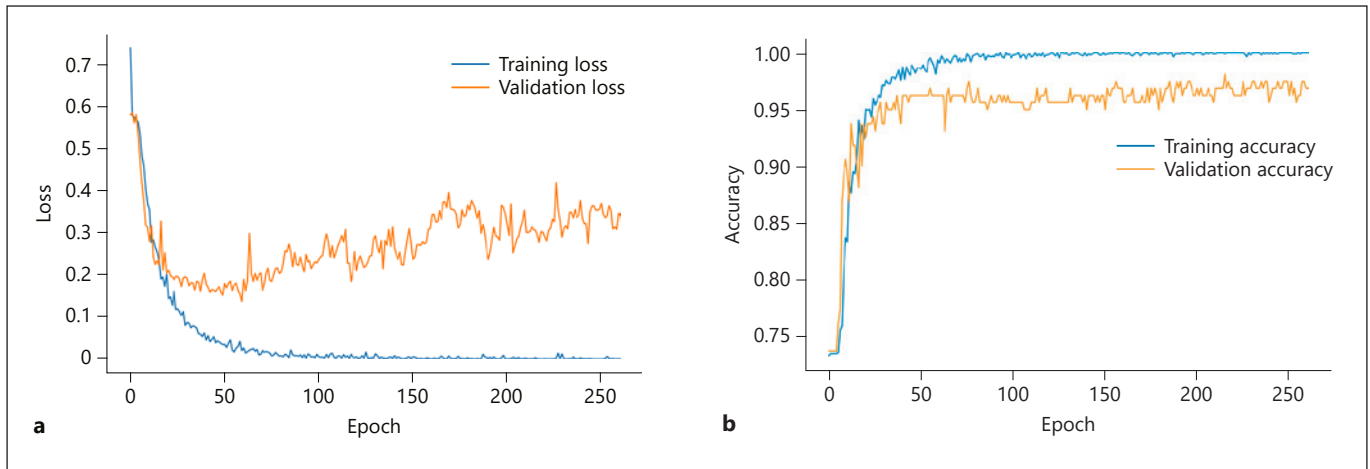 0.7
0.6
0.5
0.4
0.3
0.2
0.1
0
Loss
Training loss
Validation loss
0 50 100 150 200 250
Epoch
a
1.00
0.95
0.90
0.85
0.80
0.75
Accuracy
Training accuracy
Validation accuracy
0 50 100 150 200 250
Epoch
b